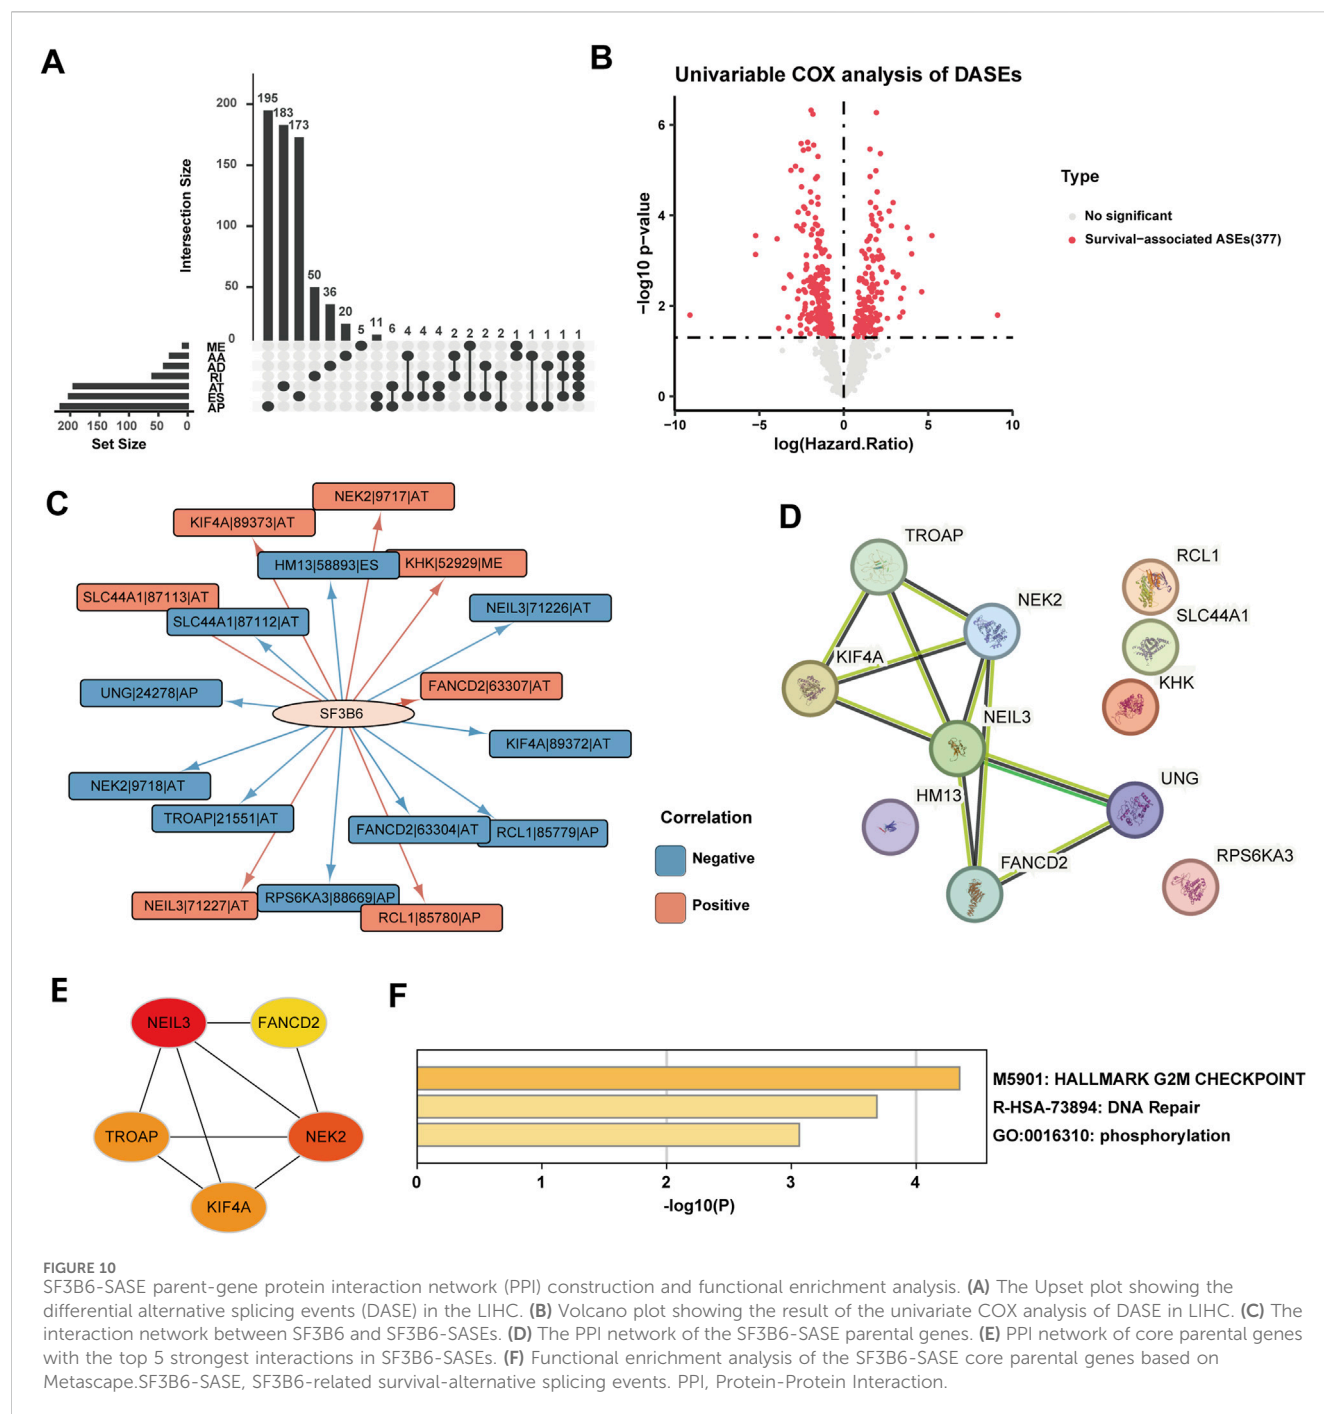 A
195
183
173
50
36
20
5
11
6
4
4
4
2
2
2
2
1
1
1
1
1
200
150
100
50
0
Intersection Size
ME
AA
AD
RI
AT
ES
AP
200 150 100 50 0
Set Size
B
Univariable COX analysis of DASEs
6
4
2
0
−log10 p−value
−10 −5 0 5 10
log(Hazard.Ratio)
Type
No significant
Survival−associated ASEs(377)
C
NEK2|9717|AT
KIF4A|89373|AT
HM13|58893|ES
KHK|52929|ME
SLC44A1|87113|AT
SLC44A1|87112|AT
NEIL3|71226|AT
UNG|24278|AP
FANCD2|63307|AT
SF3B6
KIF4A|89372|AT
NEK2|9718|AT
TROAP|21551|AT
FANCD2|63304|AT
RCL1|85779|AP
NEIL3|71227|AT
RPS6KA3|88669|AP
RCL1|85780|AP
Correlation
Negative
Positive
D
TROAP
RCL1
NEK2
SLC44A1
KIF4A
KHK
NEIL3
UNG
HM13
FANCD2
RPS6KA3
E
NEIL3
FANCD2
TROAP
NEK2
KIF4A
F
M5901: HALLMARK G2M CHECKPOINT
R-HSA-73894: DNA Repair
GO:0016310: phosphorylation
0 1 2 3 4
-log10(P)
FIGURE 10
SF3B6-SASE parent-gene protein interaction network (PPI) construction and functional enrichment analysis. (A) The Upset plot showing the
differential alternative splicing events (DASE) in the LIHC. (B) Volcano plot showing the result of the univariate COX analysis of DASE in LIHC. (C) The
interaction network between SF3B6 and SF3B6-SASEs. (D) The PPI network of the SF3B6-SASE parental genes. (E) PPI network of core parental genes
with the top 5 strongest interactions in SF3B6-SASEs. (F) Functional enrichment analysis of the SF3B6-SASE core parental genes based on
Metascape.SF3B6-SASE, SF3B6-related survival-alternative splicing events. PPI, Protein-Protein Interaction.